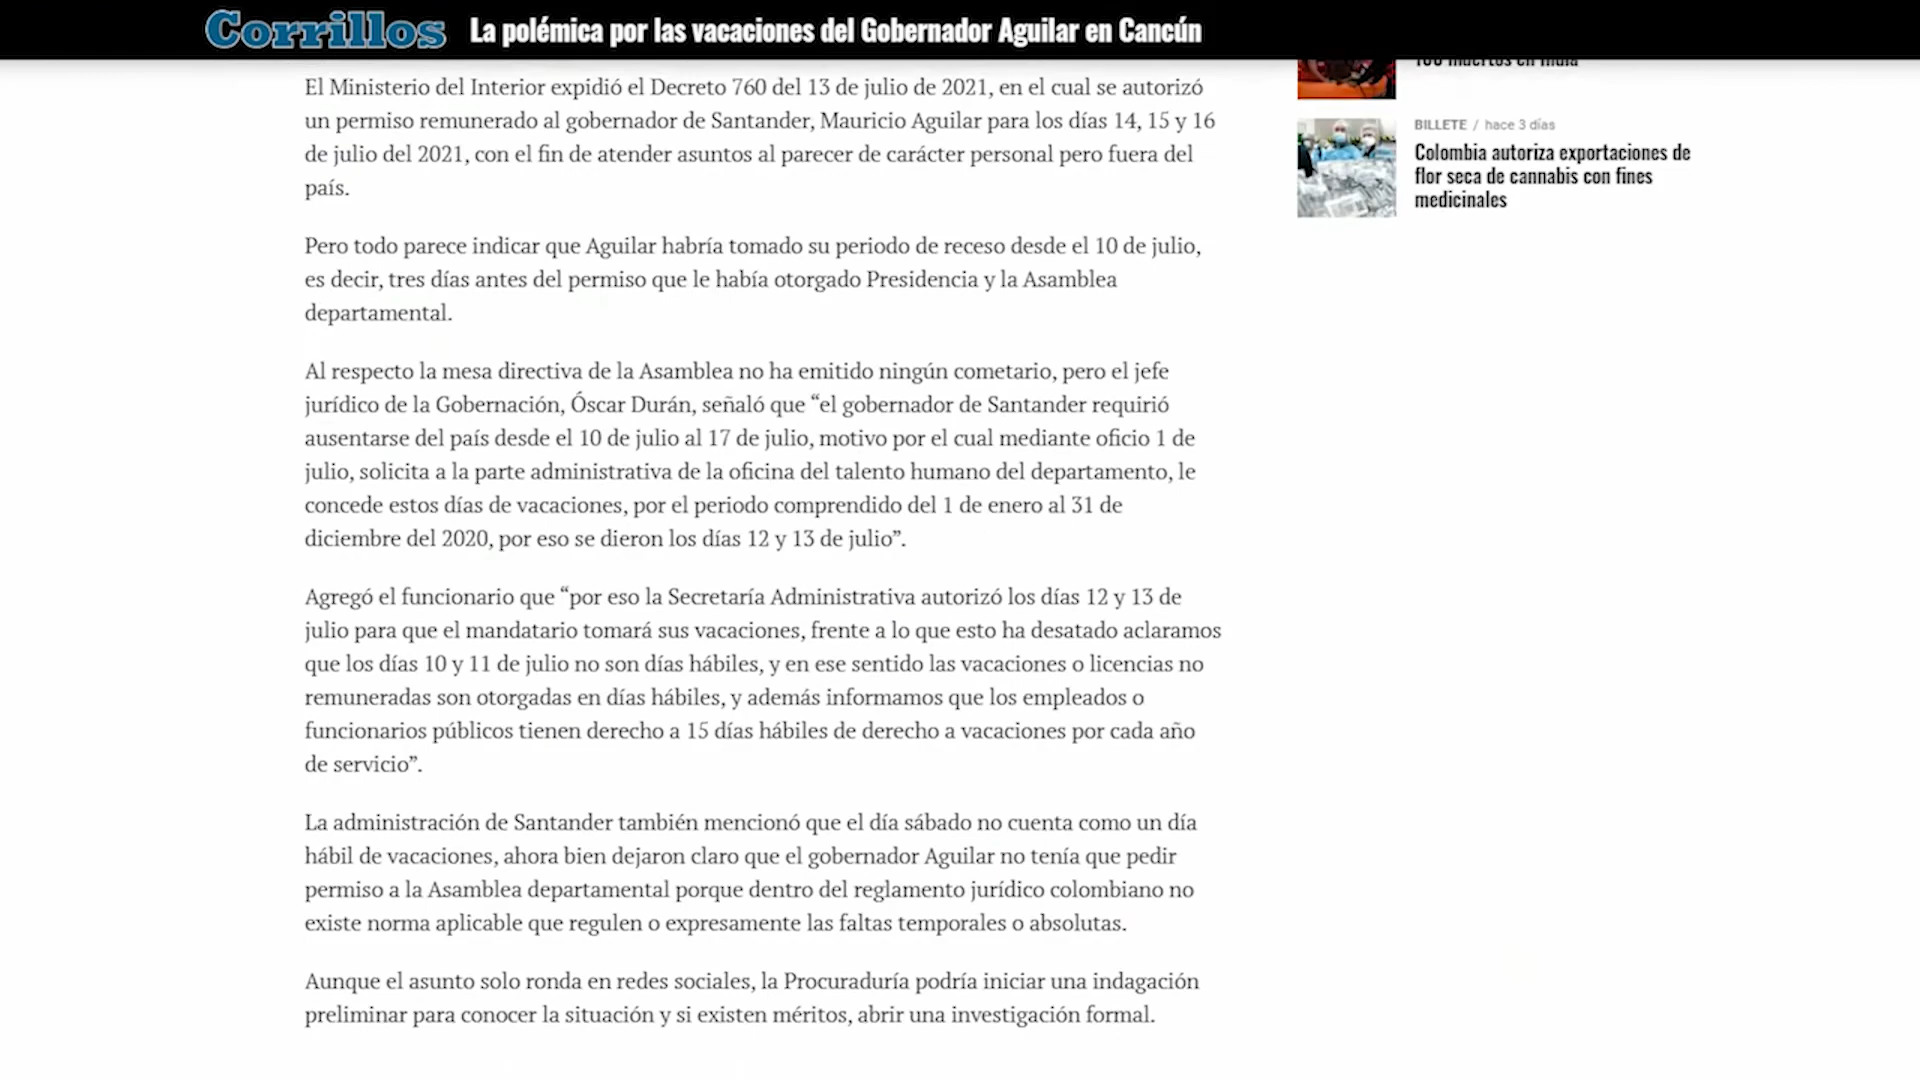 Corrillos
La polémica por las vacaciones del Gobernador Aguilar en Cancún
El Ministerio del Interior expidió el Decreto 760 del 13 de julio de 2021, en el cual se autorizó
un permiso remunerado al gobernador de Santander, Mauricio Aguilar para los días 14, 15 y 16
de julio del 2021, con el fin de atender asuntos al parecer de carácter personal pero fuera del
país.
Pero todo parece indicar que Aguilar habría tomado su periodo de receso desde el 10 de julio,
es decir, tres días antes del permiso que le había otorgado Presidencia y la Asamblea
departamental.
Al respecto la mesa directiva de la Asamblea no ha emitido ningún cometario, pero el jefe
jurídico de la Gobernación, Óscar Durán, señaló que “el gobernador de Santander requirió
ausentarse del país desde el 10 de julio al 17 de julio, motivo por el cual mediante oficio 1 de
julio, solicita a la parte administrativa de la oficina del talento humano del departamento, le
concede estos días de vacaciones, por el periodo comprendido del 1 de enero al 31 de
diciembre del 2020, por eso se dieron los días 12 y 13 de julio”.
Agregó el funcionario que “por eso la Secretaría Administrativa autorizó los días 12 y 13 de
julio para que el mandatario tomará sus vacaciones, frente a lo que esto ha desatado aclaramos
que los días 10 y 11 de julio no son días hábiles, y en ese sentido las vacaciones o licencias no
remuneradas son otorgadas en días hábiles, y además informamos que los empleados o
funcionarios públicos tienen derecho a 15 días hábiles de derecho a vacaciones por cada año
de servicio”.
La administración de Santander también mencionó que el día sábado no cuenta como un día
hábil de vacaciones, ahora bien dejaron claro que el gobernador Aguilar no tenía que pedir
permiso a la Asamblea departamental porque dentro del reglamento jurídico colombiano no
existe norma aplicable que regulen o expresamente las faltas temporales o absolutas.
Aunque el asunto solo ronda en redes sociales, la Procuraduría podría iniciar una indagación
preliminar para conocer la situación y si existen méritos, abrir una investigación formal.
100 muertos en India
BILLETE / hace 3 días
Colombia autoriza exportaciones de
flor seca de cannabis con fines
medicinales